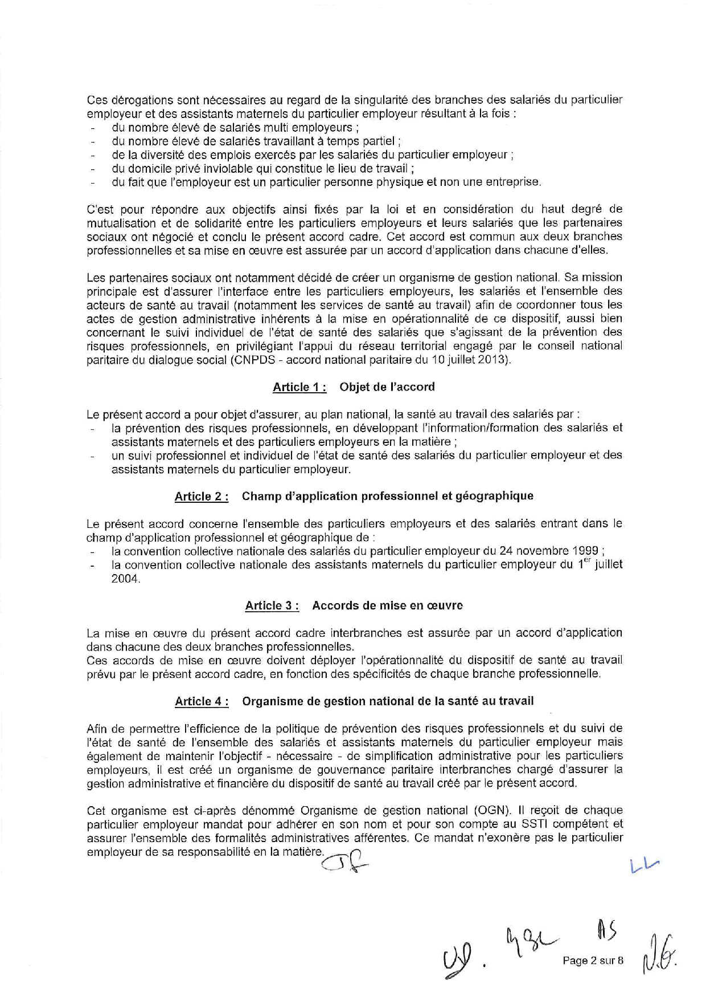 Ces dérogations sont nécessaires au regard de la singularité des branches des salariés du particulier
employeur et des assistants maternels du particulier employeur résultant à la fois :
- du nombre élevé de salariés multi employeurs ;
- du nombre élevé de salariés travaillant à temps partiel ;
- de la diversité des emplois exercés par les salariés du particulier employeur ;
- du domicile privé inviolable qui constitue le lieu de travail ;
- du fait que l'employeur est un particulier personne physique et non une entreprise.
C'est pour répondre aux objectifs ainsi fixés par la loi et en considération du haut degré de
mutualisation et de solidarité entre les particuliers employeurs et leurs salariés que les partenaires
sociaux ont négocié et conclu le présent accord cadre. Cet accord est commun aux deux branches
professionnelles et sa mise en œuvre est assurée par un accord d'application dans chacune d'elles.
Les partenaires sociaux ont notamment décidé de créer un organisme de gestion national. Sa mission
principale est d'assurer l'interface entre les particuliers employeurs, les salariés et l'ensemble des
acteurs de santé au travail (notamment les services de santé au travail) afin de coordonner tous les
actes de gestion administrative inhérents à la mise en opérationnalité de ce dispositif, aussi bien
concernant le suivi individuel de l'état de santé des salariés que s'agissant de la prévention des
risques professionnels, en privilégiant l'appui du réseau territorial engagé par le conseil national
paritaire du dialogue social (CNPDS - accord national paritaire du 10 juillet 2013).
Article 1 : Objet de l'accord
Le présent accord a pour objet d'assurer, au plan national, la santé au travail des salariés par :
- la prévention des risques professionnels, en développant l'information/formation des salariés et
assistants maternels et des particuliers employeurs en la matière ;
- un suivi professionnel et individuel de l'état de santé des salariés du particulier employeur et des
assistants maternels du particulier employeur.
Article 2 : Champ d'application professionnel et géographique
Le présent accord concerne l'ensemble des particuliers employeurs et des salariés entrant dans le
champ d'application professionnel et géographique de :
- la convention collective nationale des salariés du particulier employeur du 24 novembre 1999 ;
- la convention collective nationale des assistants maternels du particulier employeur du 1er juillet
2004.
Article 3 : Accords de mise en œuvre
La mise en œuvre du présent accord cadre interbranches est assurée par un accord d'application
dans chacune des deux branches professionnelles.
Ces accords de mise en œuvre doivent déployer l'opérationnalité du dispositif de santé au travail
prévu par le présent accord cadre, en fonction des spécificités de chaque branche professionnelle.
Article 4 : Organisme de gestion national de la santé au travail
Afin de permettre l'efficience de la politique de prévention des risques professionnels et du suivi de
l'état de santé de l'ensemble des salariés et assistants maternels du particulier employeur mais
également de maintenir l'objectif - nécessaire - de simplification administrative pour les particuliers
employeurs, il est créé un organisme de gouvernance paritaire interbranches chargé d'assurer la
gestion administrative et financière du dispositif de santé au travail créé par le présent accord.
Cet organisme est ci-après dénommé Organisme de gestion national (OGN). Il reçoit de chaque
particulier employeur mandat pour adhérer en son nom et pour son compte au SSTI compétent et
assurer l'ensemble des formalités administratives afférentes. Ce mandat n'exonère pas le particulier
employeur de sa responsabilité en la matière.
LL
AS
Page 2 sur 8